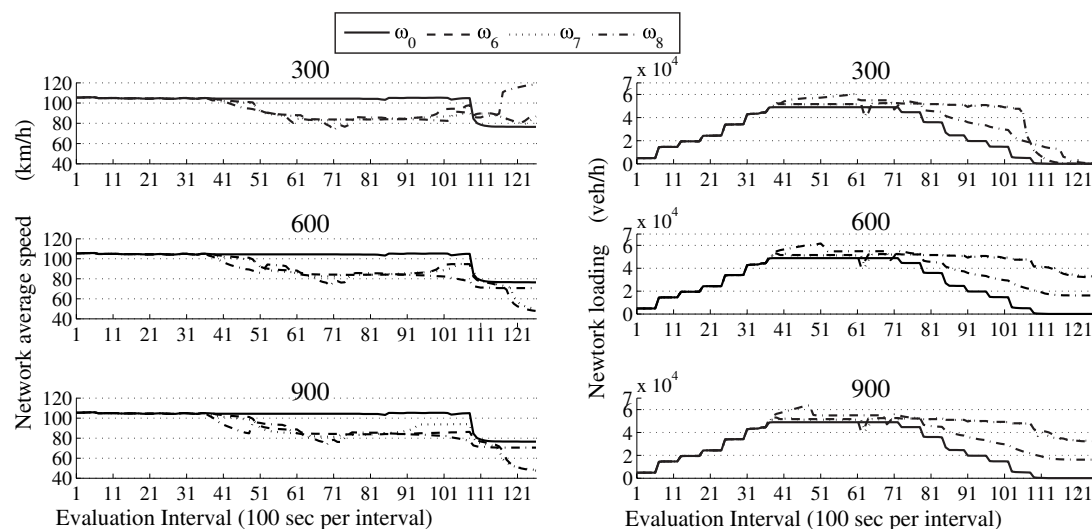 ω0 ω6 ω7 ω8
300
120
100
80
60
40
1 11 21 31 41 51 61 71 81 91 101 111 121
(km/h)
600
120
100
80
60
40
1 11 21 31 41 51 61 71 81 91 101 111 121
Network average speed
900
120
100
80
60
40
1 11 21 31 41 51 61 71 81 91 101 111 121
Evaluation Interval (100 sec per interval)
300
x 10^4
7
6
4
2
0
1 11 21 31 41 51 61 71 81 91 101 111 121
(veh/h)
600
x 10^4
7
6
4
2
0
1 11 21 31 41 51 61 71 81 91 101 111 121
Newtork loading
900
x 10^4
7
6
4
2
0
1 11 21 31 41 51 61 71 81 91 101 111 121
Evaluation Interval (100 sec per interval)